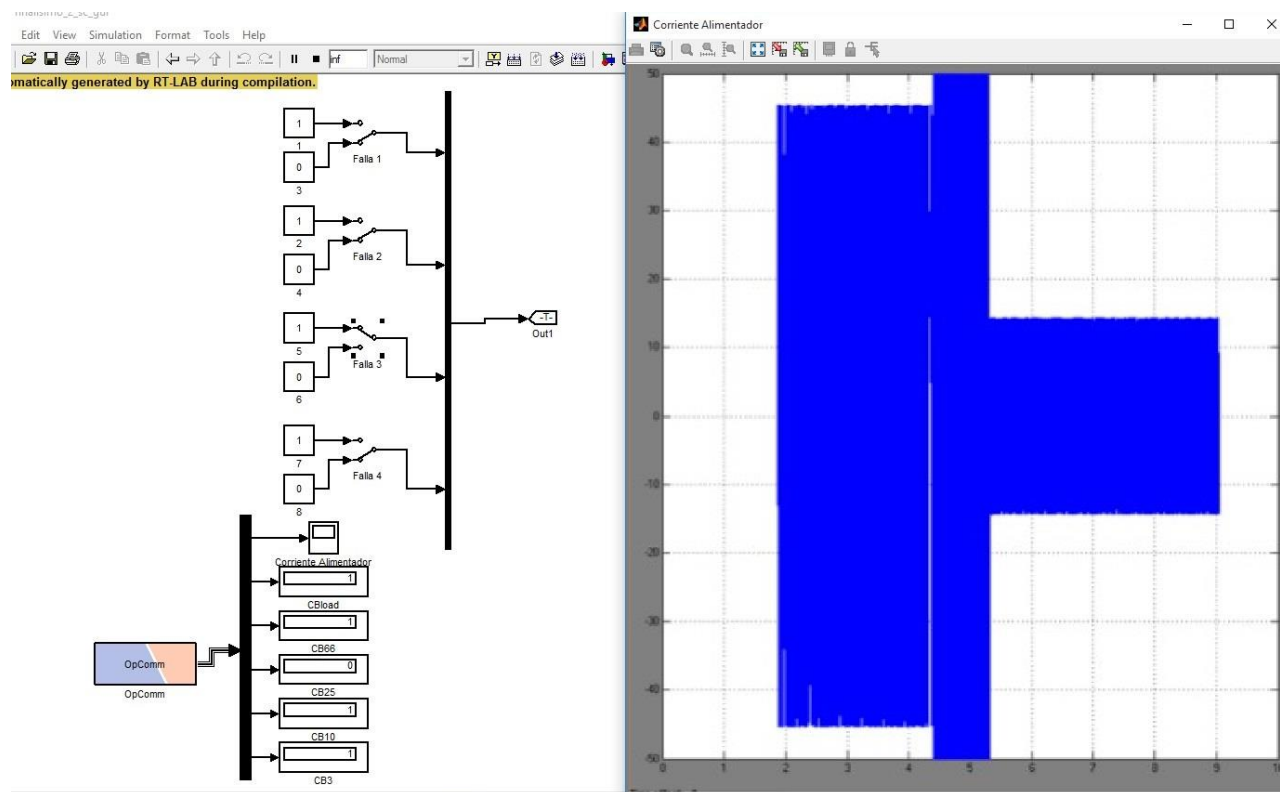 Edit View Simulation Format Tools Help
inf Normal
omatically generated by RT-LAB during compilation.
1
1
0
3
Falla 1
1
2
0
4
Falla 2
1
5
0
6
Falla 3
1
7
0
8
Falla 4
-T-
Out1
Corriente Alimentador
1
CBload
1
CB66
0
CB25
1
CB10
1
CB3
OpComm
OpComm
Corriente Alimentador
50
40
30
20
10
0
-10
-20
-30
-40
-50
0 1 2 3 4 5 6 7 8 9 10